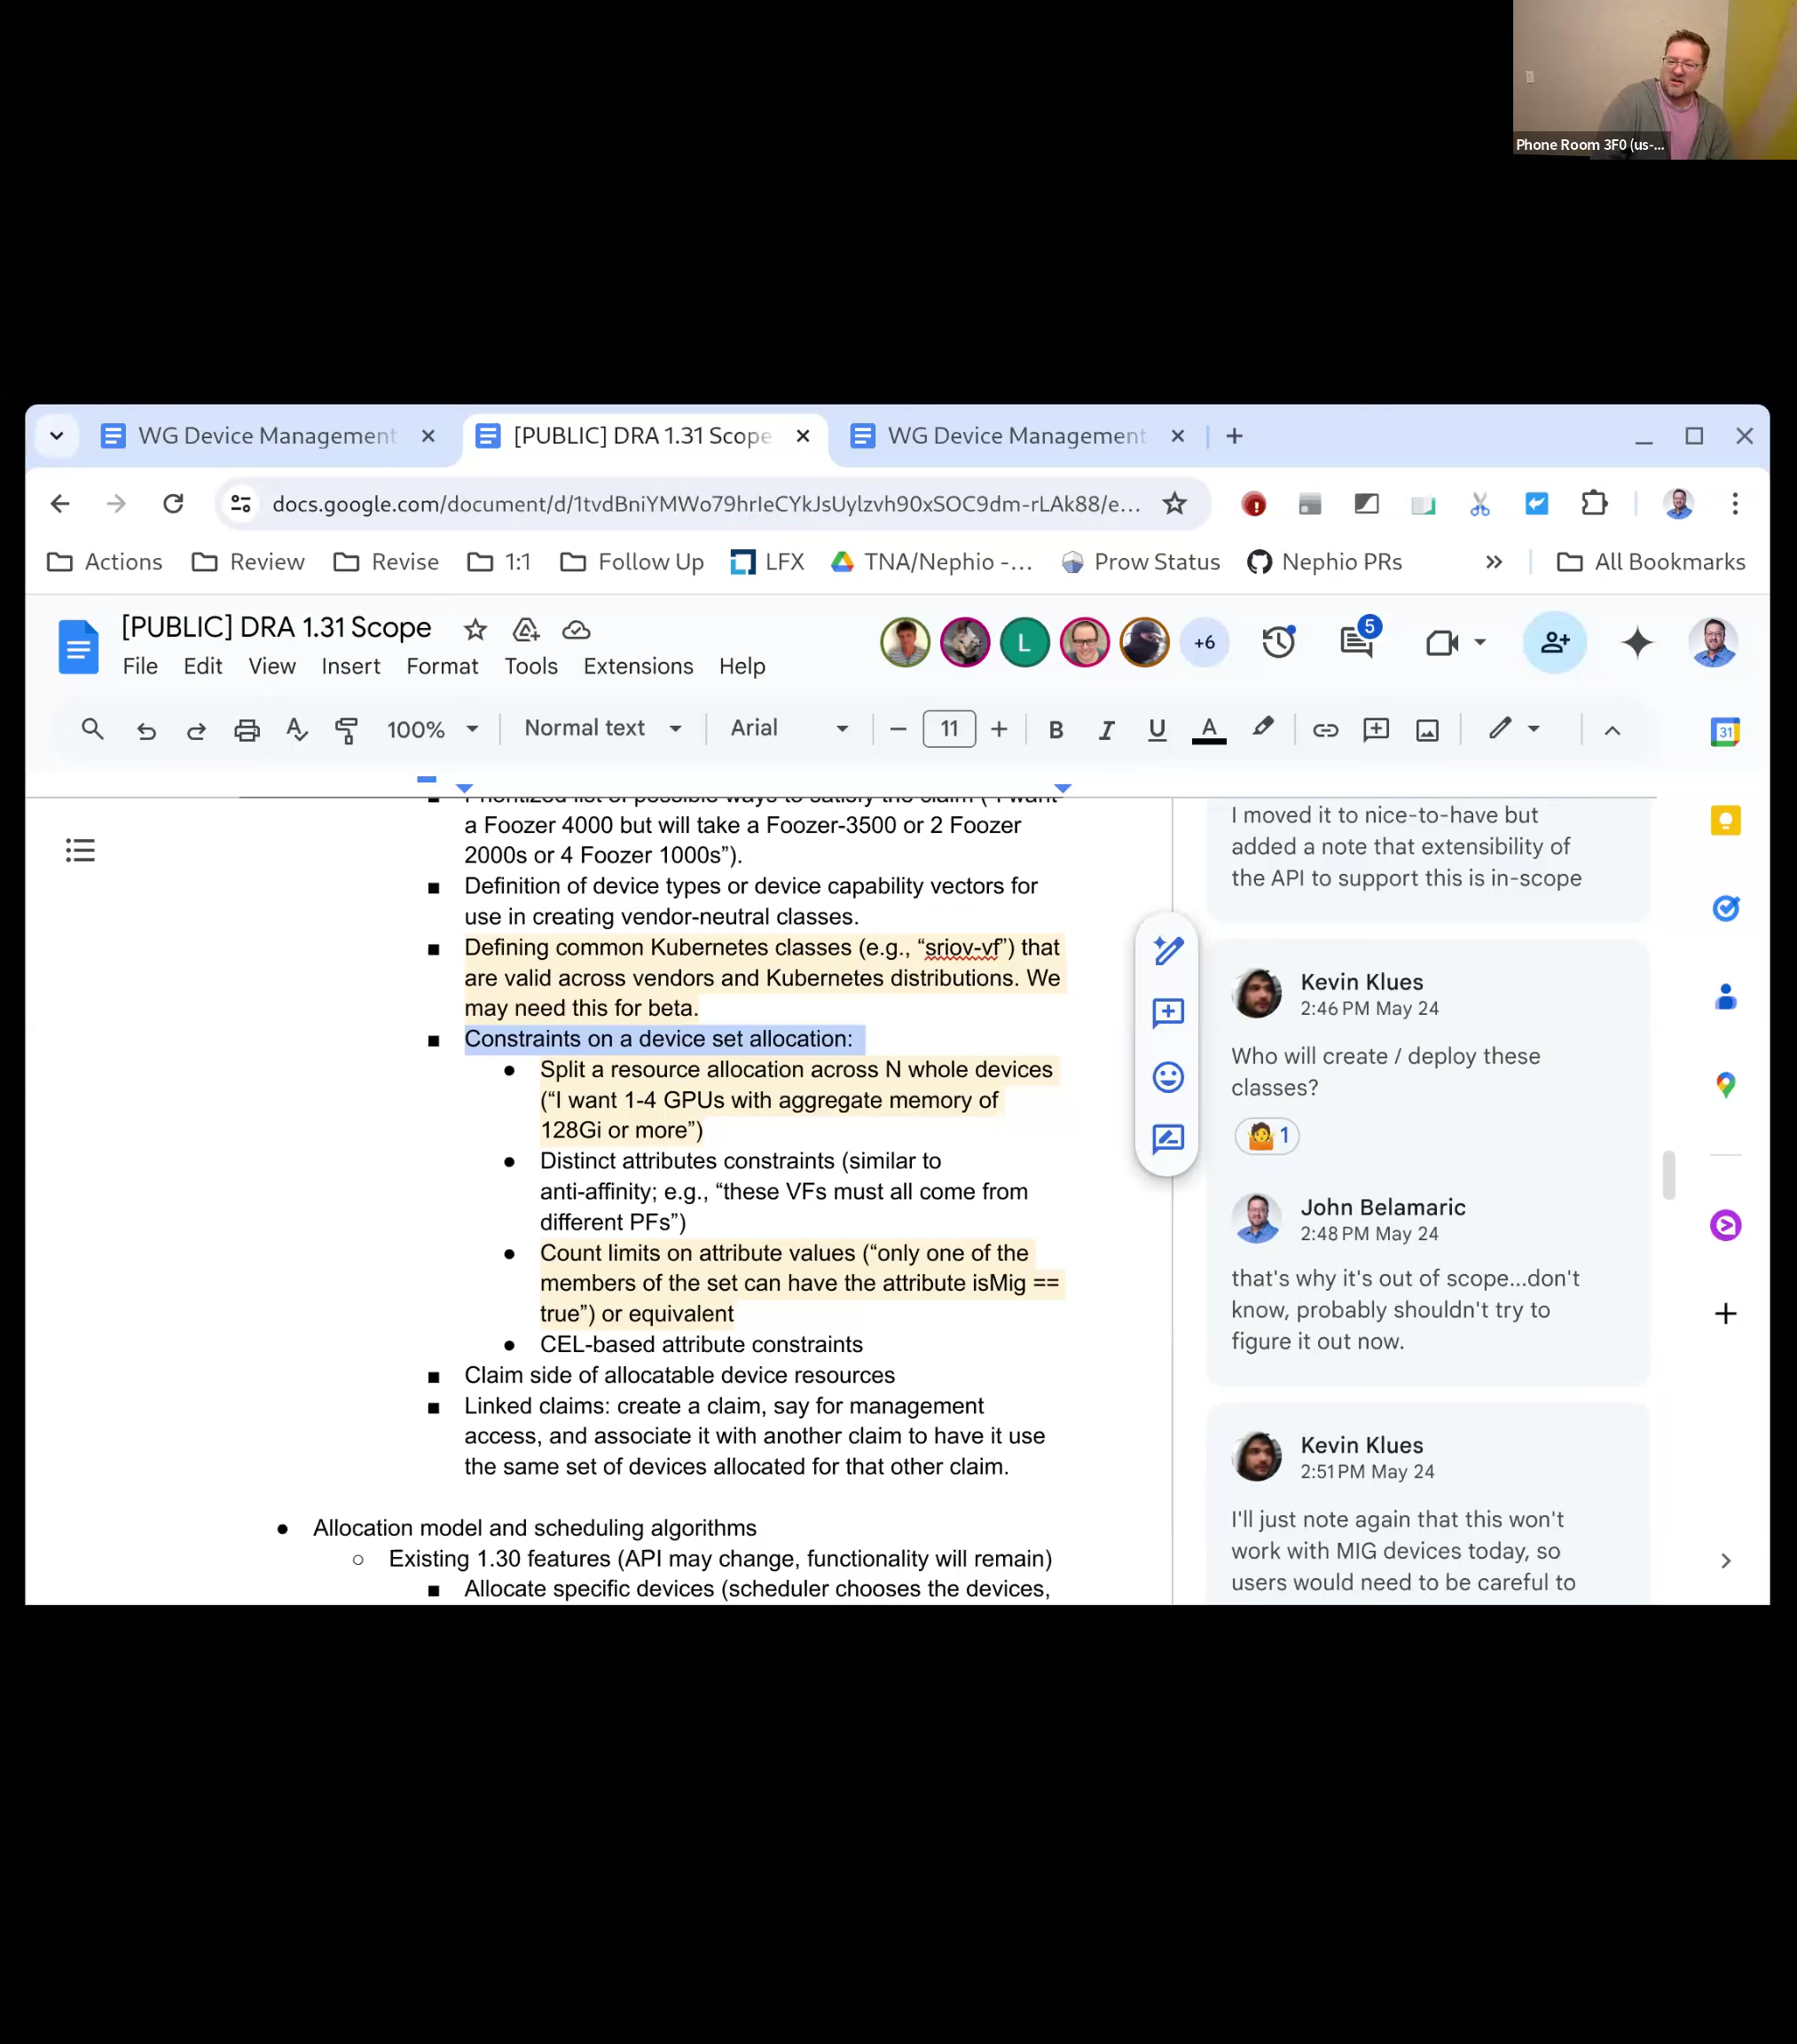 Phone Room 3F0 (us-...
WG Device Management
[PUBLIC] DRA 1.31 Scope
WG Device Management
docs.google.com/document/d/1tvdBniYMWo79hrIeCYkJsUylzvh90xSOC9dm-rLAk88/e...
Actions
Review
Revise
1:1
Follow Up
LFX
TNA/Nephio -...
Prow Status
Nephio PRs
All Bookmarks
[PUBLIC] DRA 1.31 Scope
File Edit View Insert Format Tools Extensions Help
L
+6
5
100%
Normal text
Arial
11
B I U A
31
Prioritized list of possible ways to satisfy the claim (“I want
a Foozer 4000 but will take a Foozer-3500 or 2 Foozer
2000s or 4 Foozer 1000s”).
■ Definition of device types or device capability vectors for
use in creating vendor-neutral classes.
■ Defining common Kubernetes classes (e.g., “sriov-vf”) that
are valid across vendors and Kubernetes distributions. We
may need this for beta.
■ Constraints on a device set allocation:
● Split a resource allocation across N whole devices
(“I want 1-4 GPUs with aggregate memory of
128Gi or more”)
● Distinct attributes constraints (similar to
anti-affinity; e.g., “these VFs must all come from
different PFs”)
● Count limits on attribute values (“only one of the
members of the set can have the attribute isMig ==
true”) or equivalent
● CEL-based attribute constraints
■ Claim side of allocatable device resources
■ Linked claims: create a claim, say for management
access, and associate it with another claim to have it use
the same set of devices allocated for that other claim.
● Allocation model and scheduling algorithms
○ Existing 1.30 features (API may change, functionality will remain)
■ Allocate specific devices (scheduler chooses the devices,
I moved it to nice-to-have but
added a note that extensibility of
the API to support this is in-scope
Kevin Klues
2:46 PM May 24
Who will create / deploy these
classes?
1
John Belamaric
2:48 PM May 24
that's why it's out of scope...don't
know, probably shouldn't try to
figure it out now.
Kevin Klues
2:51 PM May 24
I'll just note again that this won't
work with MIG devices today, so
users would need to be careful to